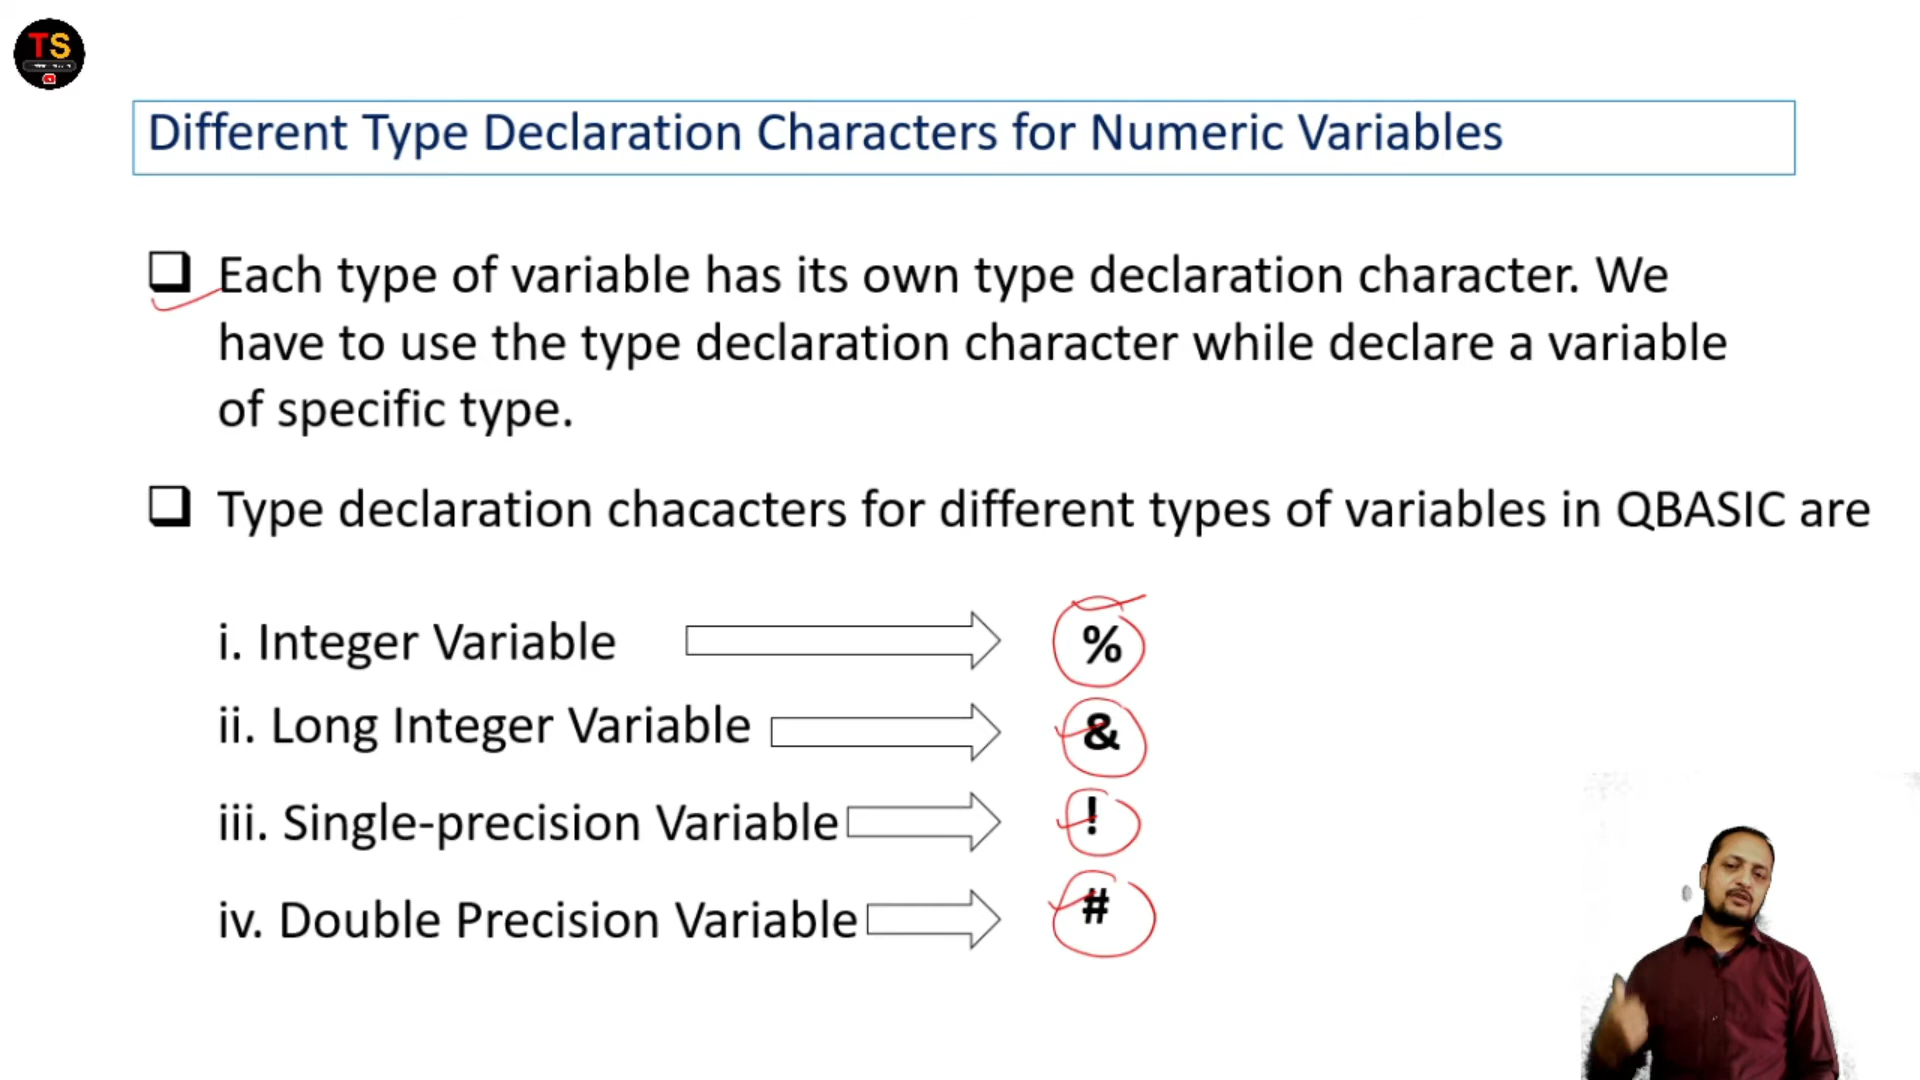 TS
Different Type Declaration Characters for Numeric Variables
Each type of variable has its own type declaration character. We
have to use the type declaration character while declare a variable
of specific type.
Type declaration chacacters for different types of variables in QBASIC are
i. Integer Variable %
ii. Long Integer Variable &
iii. Single-precision Variable !
iv. Double Precision Variable #